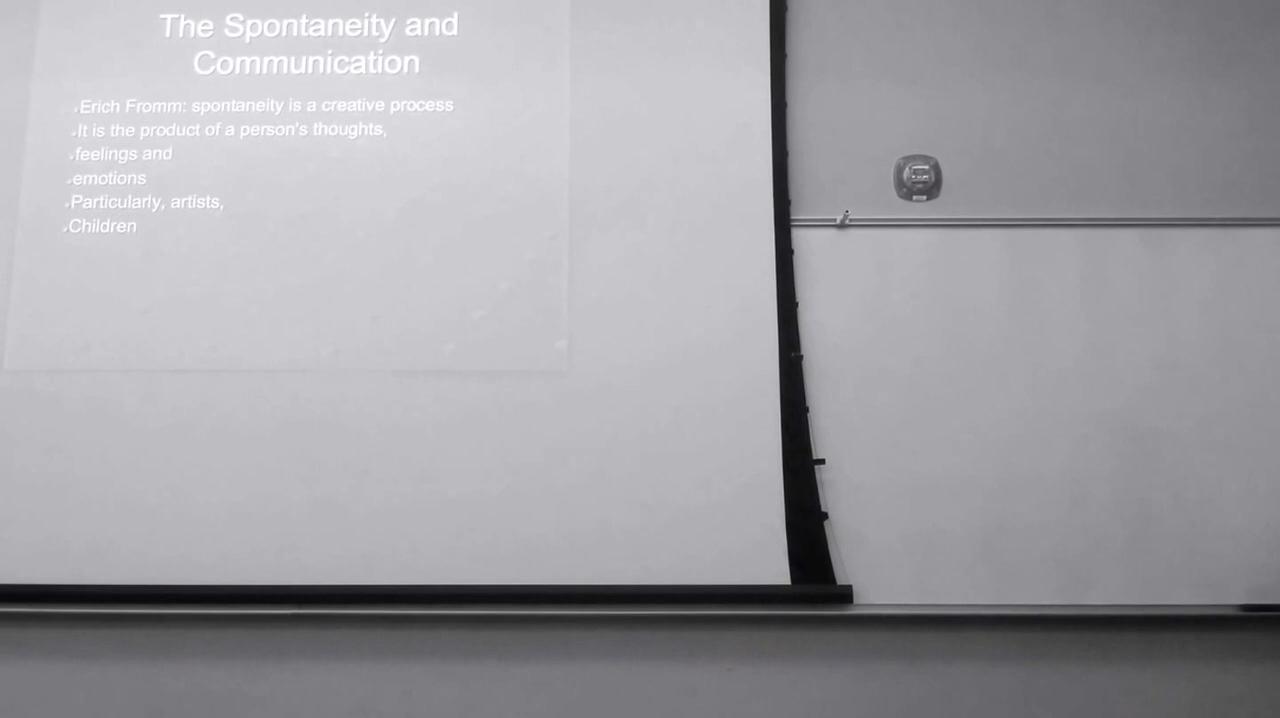 The Spontaneity and
Communication
Erich Fromm: spontaneity is a creative process
It is the product of a person's thoughts,
feelings and
emotions
Particularly, artists,
Children